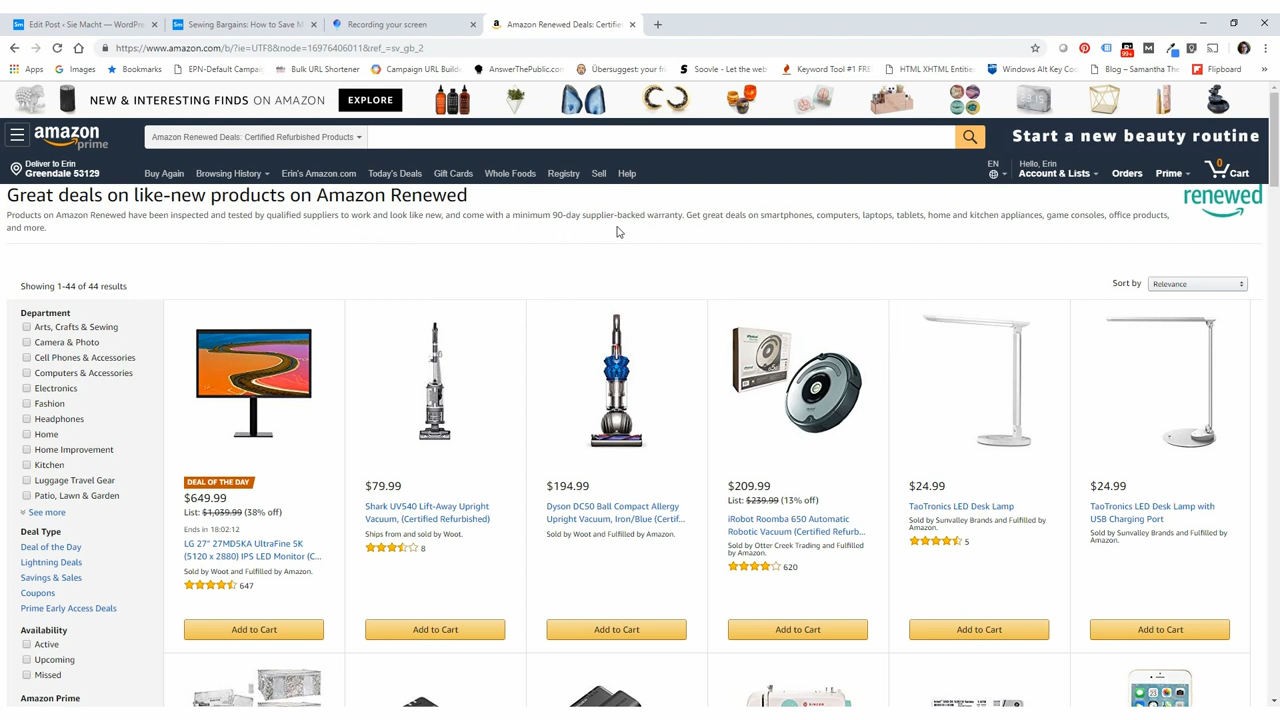 Edit Post ‹ Sie Macht — WordPr
Sewing Bargains: How to Save M
Recording your screen
Amazon Renewed Deals: Certifie
https://www.amazon.com/b/?ie=UTF8&node=16976406011&ref_=sv_gb_2
99+
Apps
Images
Bookmarks
EPN-Default Campai
Bulk URL Shortener
Campaign URL Build
AnswerThePublic.com
Übersuggest: your fr
Soovle - Let the web
Keyword Tool #1 FRE
HTML XHTML Entitie
Windows Alt Key Co
Blog – Samantha The
Flipboard
»
NEW & INTERESTING FINDS ON AMAZON
EXPLORE
amazon prime
Amazon Renewed Deals: Certified Refurbished Products
Start a new beauty routine
Deliver to Erin
Greendale 53129
Buy Again
Browsing History
Erin's Amazon.com
Today's Deals
Gift Cards
Whole Foods
Registry
Sell
Help
EN
Hello, Erin
Account & Lists
Orders
Prime
0
Cart
Great deals on like-new products on Amazon Renewed
renewed
Products on Amazon Renewed have been inspected and tested by qualified suppliers to work and look like new, and come with a minimum 90-day supplier-backed warranty. Get great deals on smartphones, computers, laptops, tablets, home and kitchen appliances, game consoles, office products,
and more.
Showing 1-44 of 44 results
Sort by
Relevance
Department
Arts, Crafts & Sewing
Camera & Photo
Cell Phones & Accessories
Computers & Accessories
Electronics
Fashion
Headphones
Home
Home Improvement
Kitchen
Luggage Travel Gear
Patio, Lawn & Garden
See more
Deal Type
Deal of the Day
Lightning Deals
Savings & Sales
Coupons
Prime Early Access Deals
Availability
Active
Upcoming
Missed
Amazon Prime
DEAL OF THE DAY
$649.99
List: $1,039.99 (38% off)
Ends in 18:02:12
LG 27" 27MD5KA UltraFine 5K
(5120 x 2880) IPS LED Monitor (C...
Sold by Woot and Fulfilled by Amazon.
647
Add to Cart
$79.99
Shark UV540 Lift-Away Upright
Vacuum, (Certified Refurbished)
Ships from and sold by Woot.
8
Add to Cart
$194.99
Dyson DC50 Ball Compact Allergy
Upright Vacuum, Iron/Blue (Certif...
Sold by Woot and Fulfilled by Amazon.
Add to Cart
$209.99
List: $239.99 (13% off)
iRobot Roomba 650 Automatic
Robotic Vacuum (Certified Refurb...
Sold by Otter Creek Trading and Fulfilled
by Amazon.
620
Add to Cart
$24.99
TaoTronics LED Desk Lamp
Sold by Sunvalley Brands and Fulfilled by
Amazon.
5
Add to Cart
$24.99
TaoTronics LED Desk Lamp with
USB Charging Port
Sold by Sunvalley Brands and Fulfilled by
Amazon.
Add to Cart